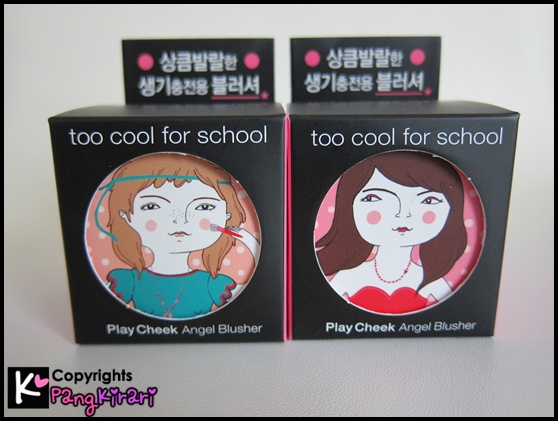 상큼발랄한
생기충전용 블러셔
too cool for school
Play Cheek Angel Blusher
상큼발랄한
생기충전용 블러셔
too cool for school
Play Cheek Angel Blusher
K
Copyrights
PangKirari